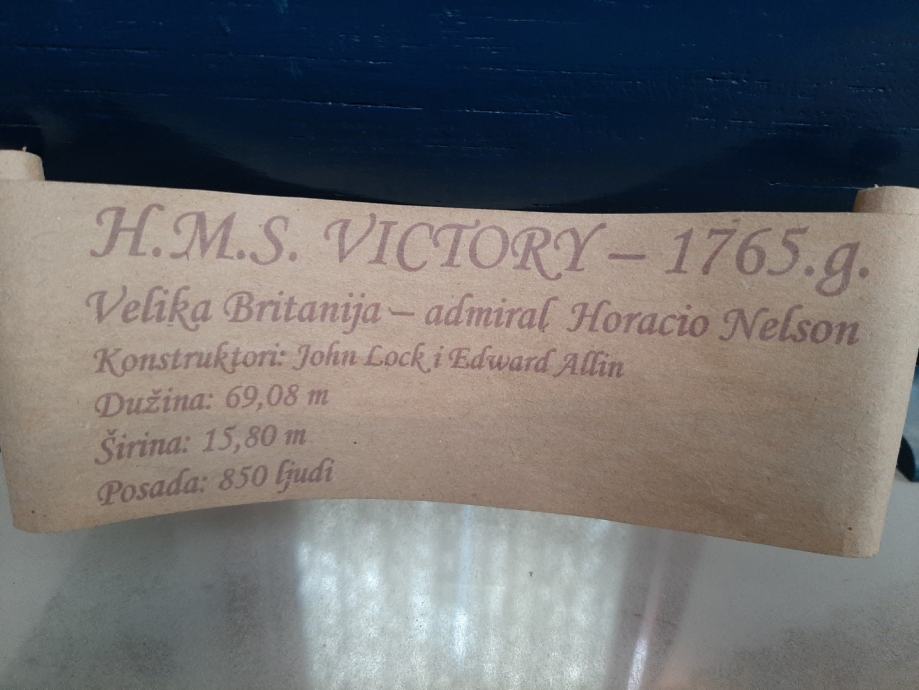 H.M.S. VICTORY – 1765.g.
Velika Britanija – admiral Horacio Nelson
Konstruktori: John Lock i Edward Allin
Dužina: 69,08 m
Širina: 15,80 m
Posada: 850 ljudi